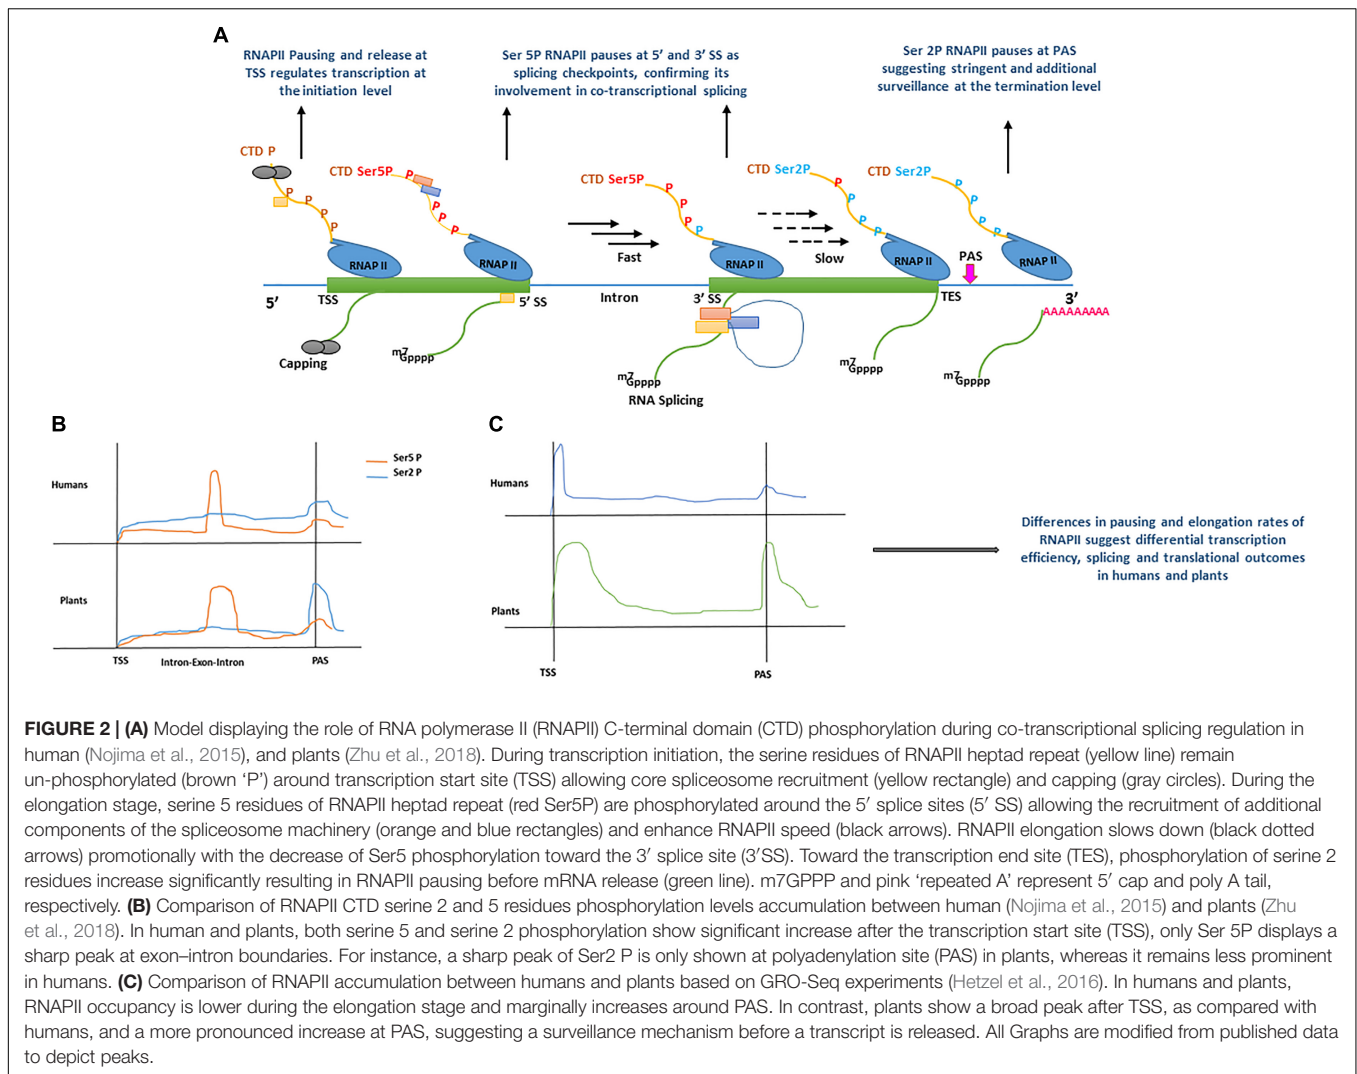 A
RNAPII Pausing and release at
TSS regulates transcription at
the initiation level
Ser 5P RNAPII pauses at 5’ and 3’ SS as
splicing checkpoints, confirming its
involvement in co-transcriptional splicing
Ser 2P RNAPII pauses at PAS
suggesting stringent and additional
surveillance at the termination level
CTD P
P
P
P
P
CTD Ser5P
P
P
P
P
CTD Ser5P
P
P
P
P
CTD Ser2P
P
P
P
P
CTD Ser2P
P
P
P
P
Fast
Slow
RNAP II
RNAP II
RNAP II
RNAP II
RNAP II
PAS
5’
TSS
5’ SS
Intron
3’ SS
TES
3’
AAAAAAAAA
Capping
m7
Gpppp
m7
Gpppp
m7
Gpppp
m7
Gpppp
RNA Splicing
B
Humans
Ser5 P
Ser2 P
Plants
TSS
Intron-Exon-Intron
PAS
C
Humans
Plants
TSS
PAS
Differences in pausing and elongation rates of
RNAPII suggest differential transcription
efficiency, splicing and translational outcomes
in humans and plants
FIGURE 2 | (A) Model displaying the role of RNA polymerase II (RNAPII) C-terminal domain (CTD) phosphorylation during co-transcriptional splicing regulation in
human (Nojima et al., 2015), and plants (Zhu et al., 2018). During transcription initiation, the serine residues of RNAPII heptad repeat (yellow line) remain
un-phosphorylated (brown ‘P’) around transcription start site (TSS) allowing core spliceosome recruitment (yellow rectangle) and capping (gray circles). During the
elongation stage, serine 5 residues of RNAPII heptad repeat (red Ser5P) are phosphorylated around the 5′ splice sites (5′ SS) allowing the recruitment of additional
components of the spliceosome machinery (orange and blue rectangles) and enhance RNAPII speed (black arrows). RNAPII elongation slows down (black dotted
arrows) promotionally with the decrease of Ser5 phosphorylation toward the 3′ splice site (3′SS). Toward the transcription end site (TES), phosphorylation of serine 2
residues increase significantly resulting in RNAPII pausing before mRNA release (green line). m7GPPP and pink ‘repeated A’ represent 5′ cap and poly A tail,
respectively. (B) Comparison of RNAPII CTD serine 2 and 5 residues phosphorylation levels accumulation between human (Nojima et al., 2015) and plants (Zhu
et al., 2018). In human and plants, both serine 5 and serine 2 phosphorylation show significant increase after the transcription start site (TSS), only Ser 5P displays a
sharp peak at exon–intron boundaries. For instance, a sharp peak of Ser2 P is only shown at polyadenylation site (PAS) in plants, whereas it remains less prominent
in humans. (C) Comparison of RNAPII accumulation between humans and plants based on GRO-Seq experiments (Hetzel et al., 2016). In humans and plants,
RNAPII occupancy is lower during the elongation stage and marginally increases around PAS. In contrast, plants show a broad peak after TSS, as compared with
humans, and a more pronounced increase at PAS, suggesting a surveillance mechanism before a transcript is released. All Graphs are modified from published data
to depict peaks.